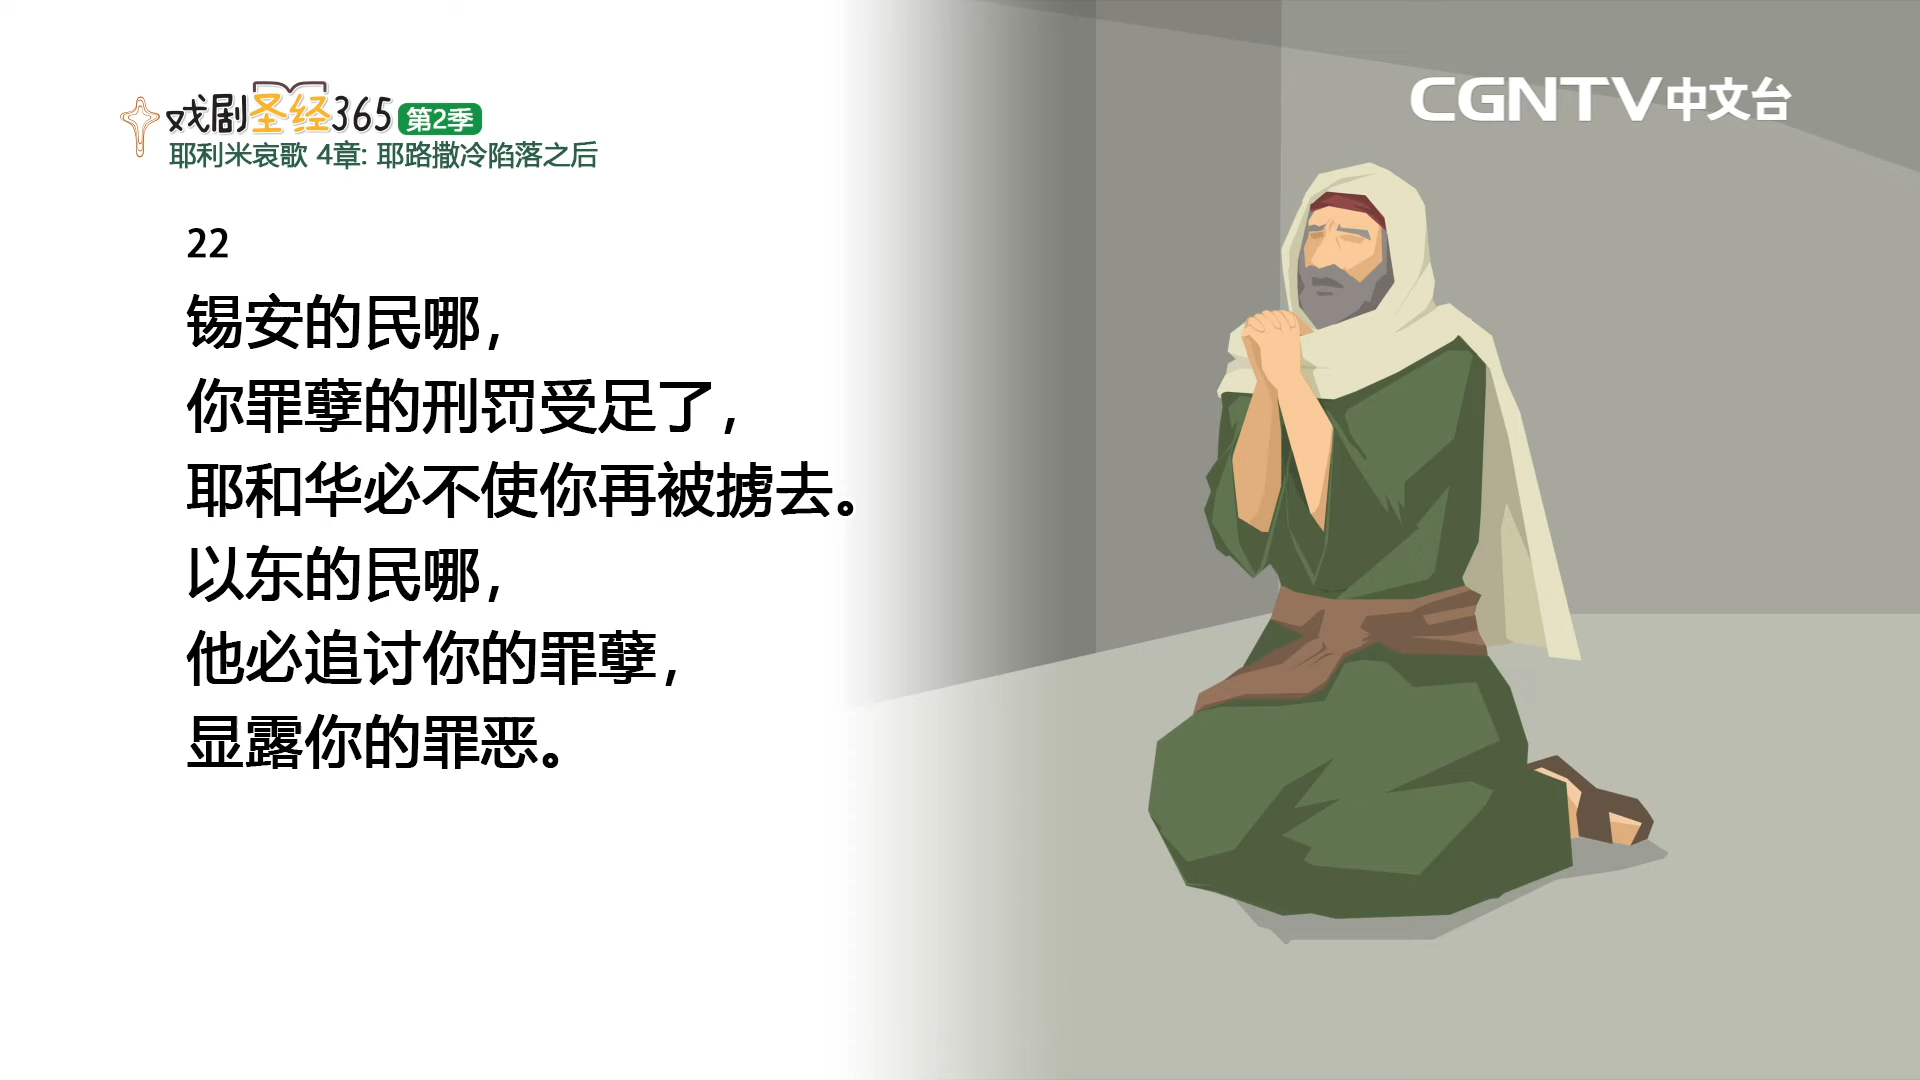 戏剧圣经365 第2季
CGNTV中文台
耶利米哀歌 4章: 耶路撒冷陷落之后
22
锡安的民哪，
你罪孽的刑罚受足了，
耶和华必不使你再被掳去。
以东的民哪，
他必追讨你的罪孽，
显露你的罪恶。